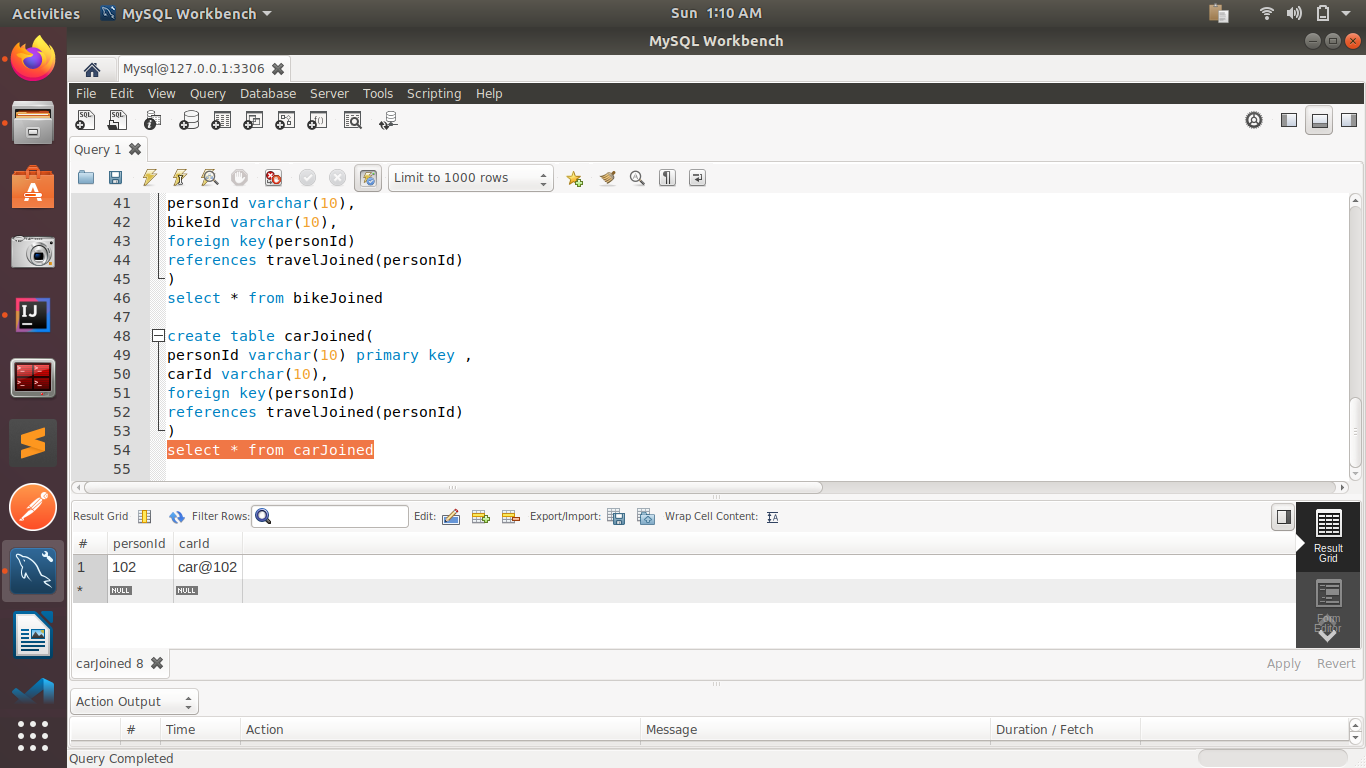 Activities MySQL Workbench Sun 1:10 AM
MySQL Workbench
Mysql@127.0.0.1:3306
File Edit View Query Database Server Tools Scripting Help
Query 1
Limit to 1000 rows
41 personId varchar(10),
42 bikeId varchar(10),
43 foreign key(personId)
44 references travelJoined(personId)
45 )
46 select * from bikeJoined
47
48 create table carJoined(
49 personId varchar(10) primary key ,
50 carId varchar(10),
51 foreign key(personId)
52 references travelJoined(personId)
53 )
54 select * from carJoined
55
Result Grid Filter Rows: Edit: Export/Import: Wrap Cell Content:
# personId carId
1 102 car@102
* NULL NULL
Result
Grid
Form
Editor
carJoined 8 Apply Revert
Action Output
# Time Action Message Duration / Fetch
Query Completed